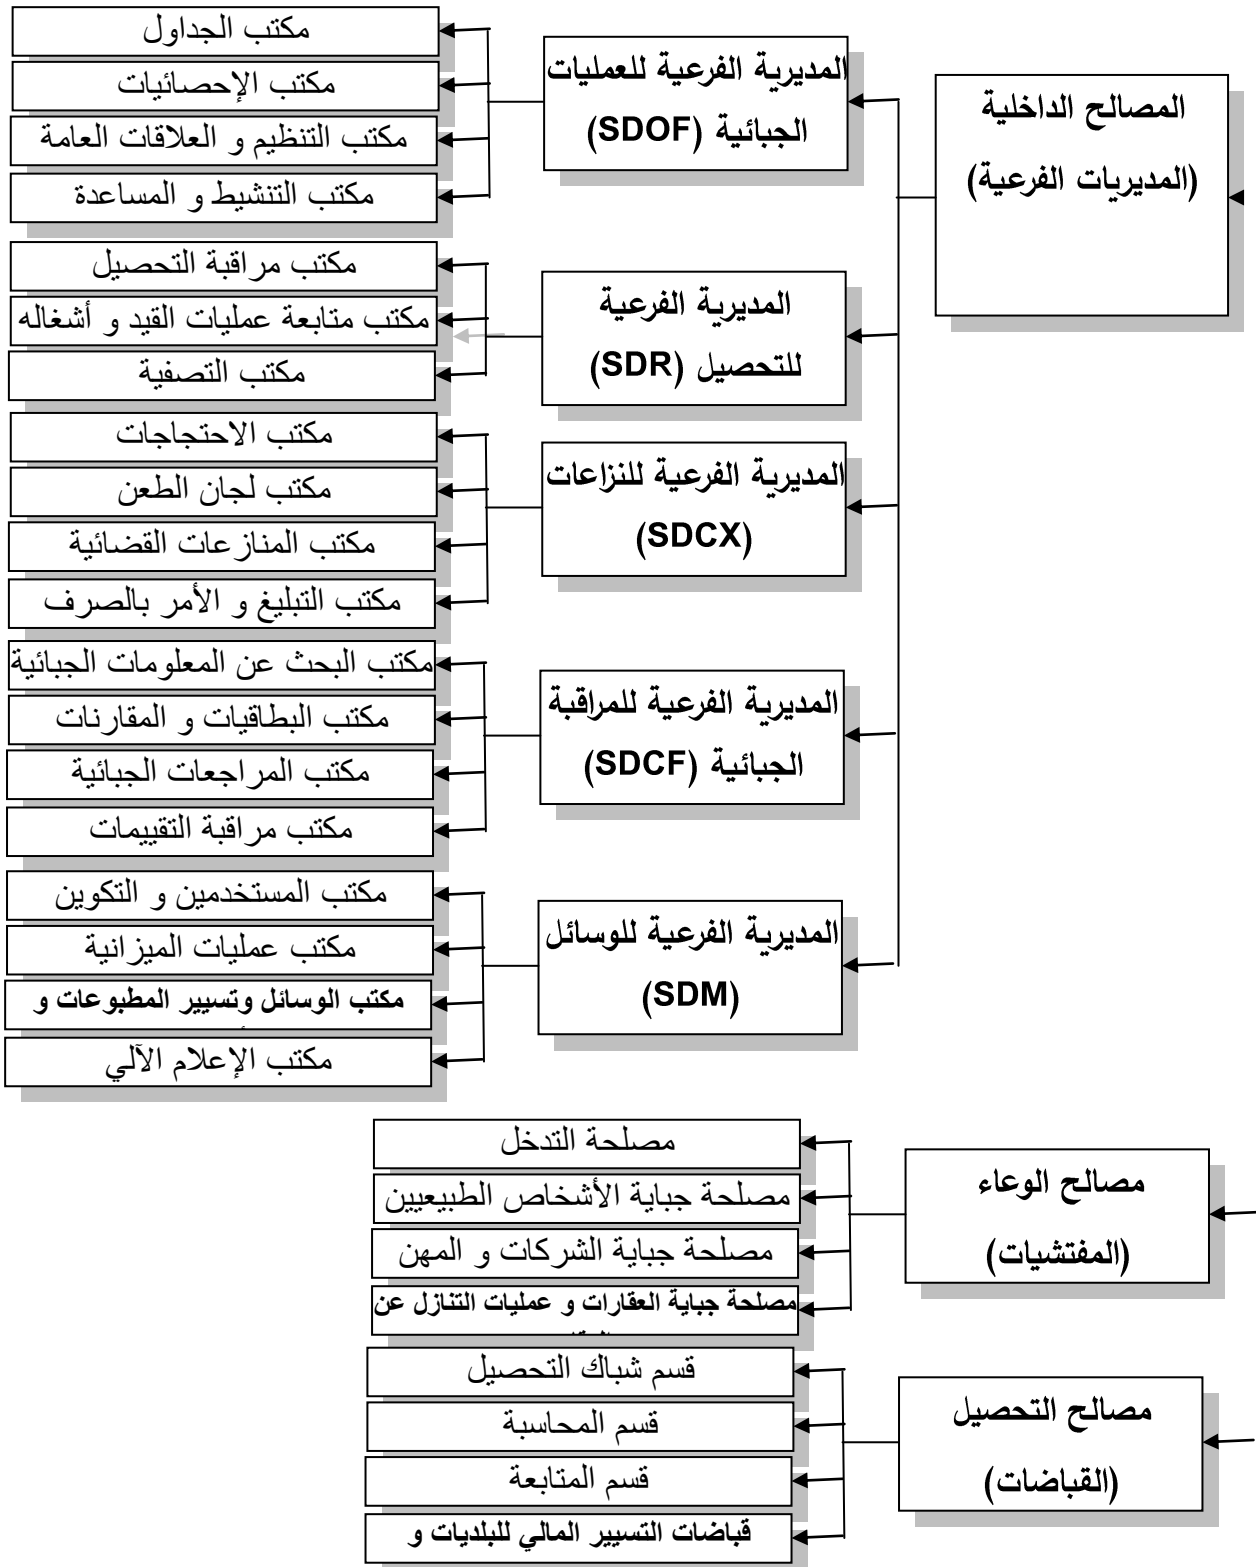 المصالح الداخلية
(المديريات الفرعية)
المديرية الفرعية للعمليات
الجبائية (SDOF)
مكتب الجداول
مكتب الإحصائيات
مكتب التنظيم و العلاقات العامة
مكتب التنشيط و المساعدة
المديرية الفرعية
للتحصيل (SDR)
مكتب مراقبة التحصيل
مكتب متابعة عمليات القيد و أشغاله
مكتب التصفية
المديرية الفرعية للنزاعات
(SDCX)
مكتب الاحتجاجات
مكتب لجان الطعن
مكتب المنازعات القضائية
مكتب التبليغ و الأمر بالصرف
المديرية الفرعية للمراقبة
الجبائية (SDCF)
مكتب البحث عن المعلومات الجبائية
مكتب البطاقيات و المقارنات
مكتب المراجعات الجبائية
مكتب مراقبة التقييمات
المديرية الفرعية للوسائل
(SDM)
مكتب المستخدمين و التكوين
مكتب عمليات الميزانية
مكتب الوسائل وتسيير المطبوعات و
مكتب الإعلام الآلي
مصالح الوعاء
(المفتشيات)
مصلحة التدخل
مصلحة جباية الأشخاص الطبيعيين
مصلحة جباية الشركات و المهن
مصلحة جباية العقارات و عمليات التنازل عن
مصالح التحصيل
(القباضات)
قسم شباك التحصيل
قسم المحاسبة
قسم المتابعة
قباضات التسيير المالي للبلديات و